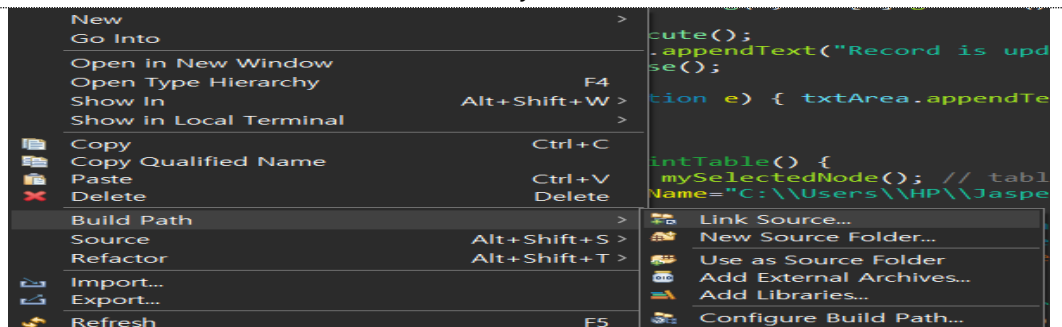 New >
Go Into
Open in New Window
Open Type Hierarchy F4
Show In Alt+Shift+W >
Show in Local Terminal >
Copy Ctrl+C
Copy Qualified Name
Paste Ctrl+V
Delete Delete
Build Path >
Source Alt+Shift+S >
Refactor Alt+Shift+T >
Import...
Export...
Refresh F5
cute();
.appendText("Record is upd
se();
tion e) { txtArea.appendTe
intTable() {
mySelectedNode(); // tabl
Name="C:\\Users\\HP\\Jaspe
Link Source...
New Source Folder...
Use as Source Folder
Add External Archives...
Add Libraries...
Configure Build Path...